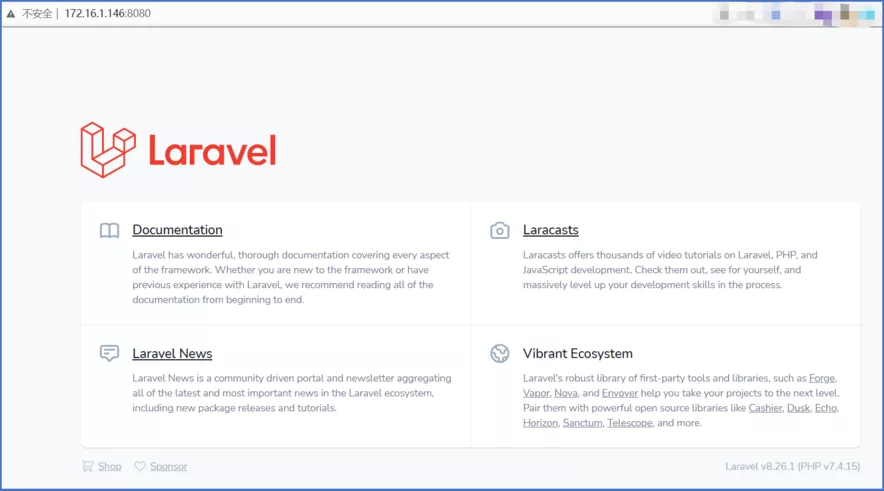 不安全 | 172.16.1.146:8080
Laravel
Documentation
Laravel has wonderful, thorough documentation covering every aspect
of the framework. Whether you are new to the framework or have
previous experience with Laravel, we recommend reading all of the
documentation from beginning to end.
Laracasts
Laracasts offers thousands of video tutorials on Laravel, PHP, and
JavaScript development. Check them out, see for yourself, and
massively level up your development skills in the process.
Laravel News
Laravel News is a community driven portal and newsletter aggregating
all of the latest and most important news in the Laravel ecosystem,
including new package releases and tutorials.
Vibrant Ecosystem
Laravel's robust library of first-party tools and libraries, such as Forge,
Vapor, Nova, and Envoyer help you take your projects to the next level.
Pair them with powerful open source libraries like Cashier, Dusk, Echo,
Horizon, Sanctum, Telescope, and more.
Shop Sponsor
Laravel v8.26.1 (PHP v7.4.15)